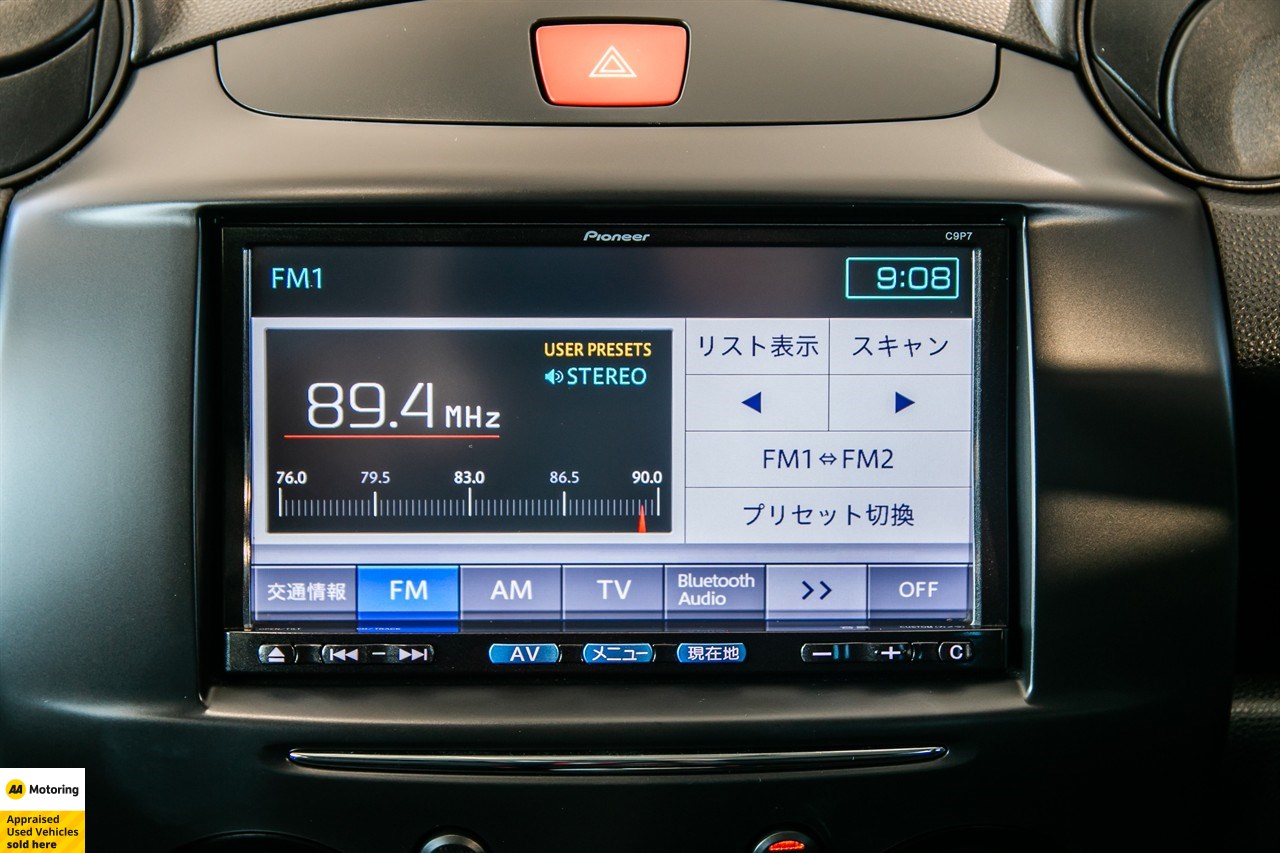 Pioneer
C9P7
FM1
9:08
USER PRESETS
STEREO
89.4 MHz
76.0 79.5 83.0 86.5 90.0
リスト表示
スキャン
FM1⇔FM2
プリセット切換
交通情報
FM
AM
TV
Bluetooth
Audio
>>
OFF
AV
メニュー
現在地
C
AA Motoring
Appraised
Used Vehicles
sold here